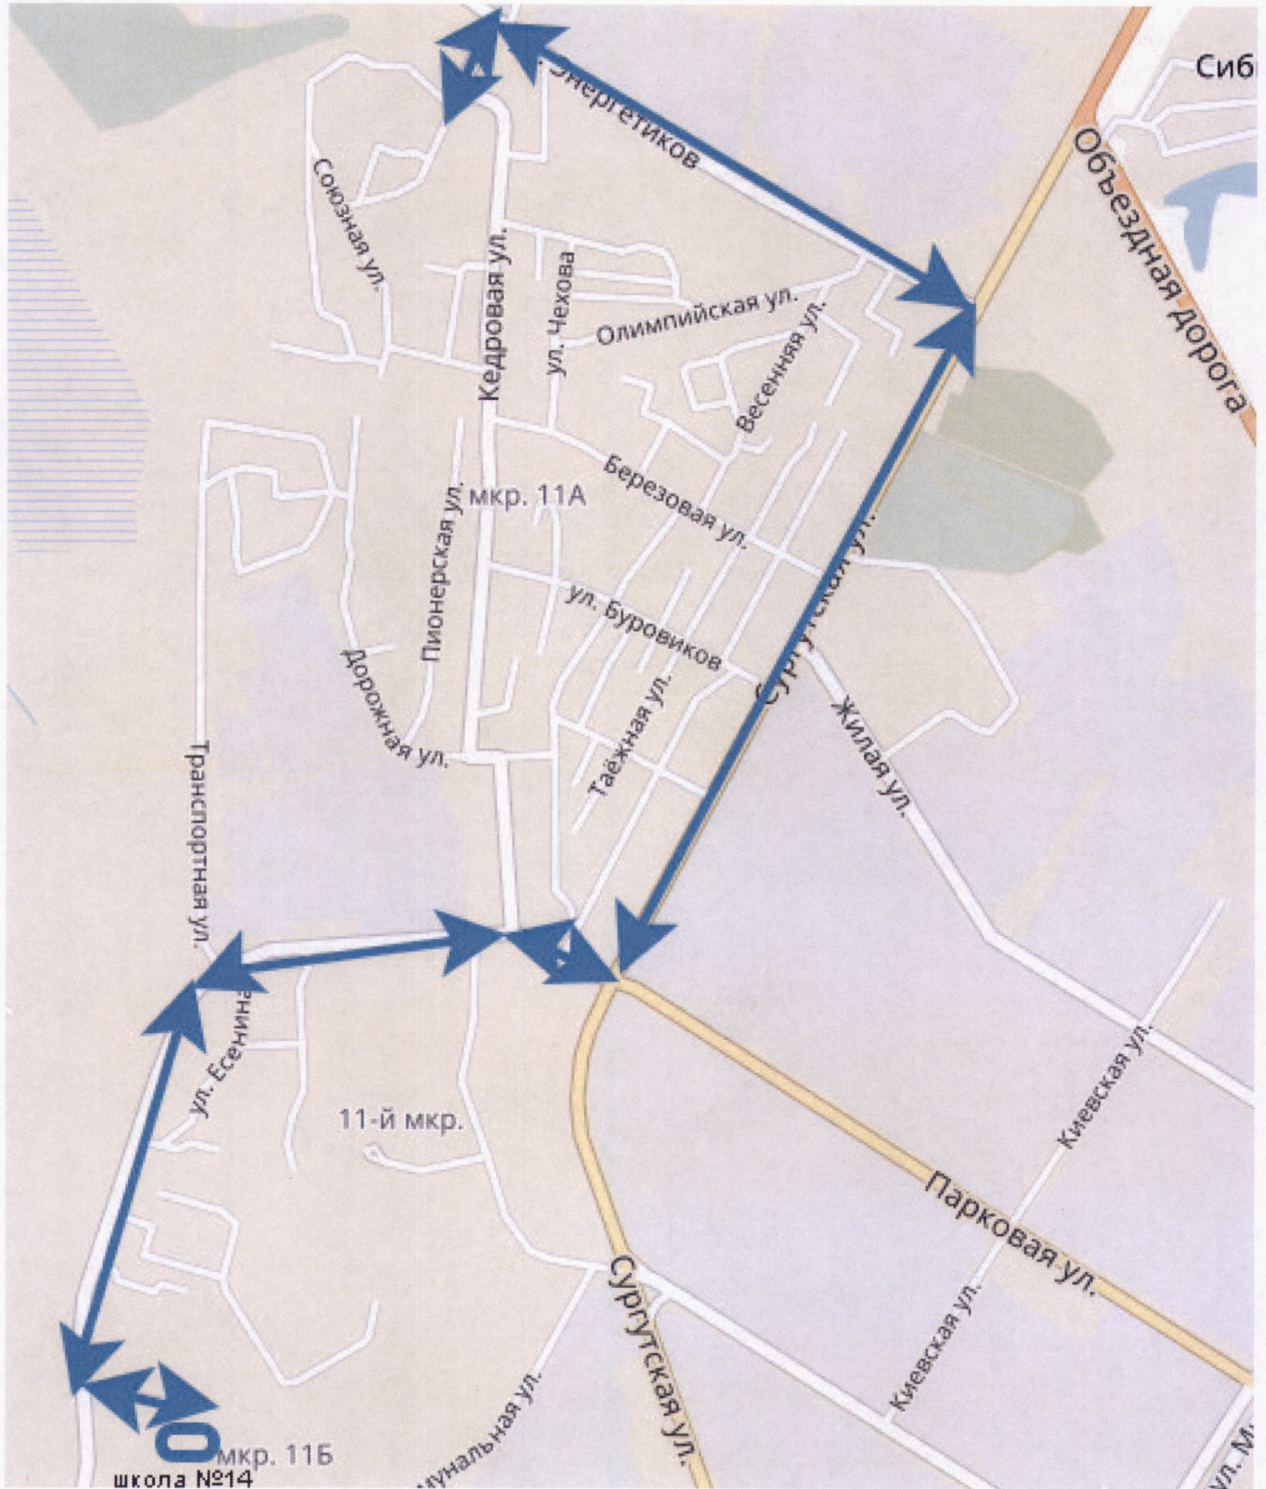 Сиб
Энергетиков
Объездная дорога
Союзная ул.
Кедровая ул.
ул. Чехова
Олимпийская ул.
Весенняя ул.
Березовая ул.
мкр. 11А
Пионерская ул.
ул. Буровиков
Сургутская ул.
Дорожная ул.
Таёжная ул.
Жилая ул.
Транспортная ул.
ул. Есенина
Киевская ул.
11-й мкр.
Парковая ул.
Сургутская ул.
Киевская ул.
мунальная ул.
ул. М
мкр. 11Б
школа №14